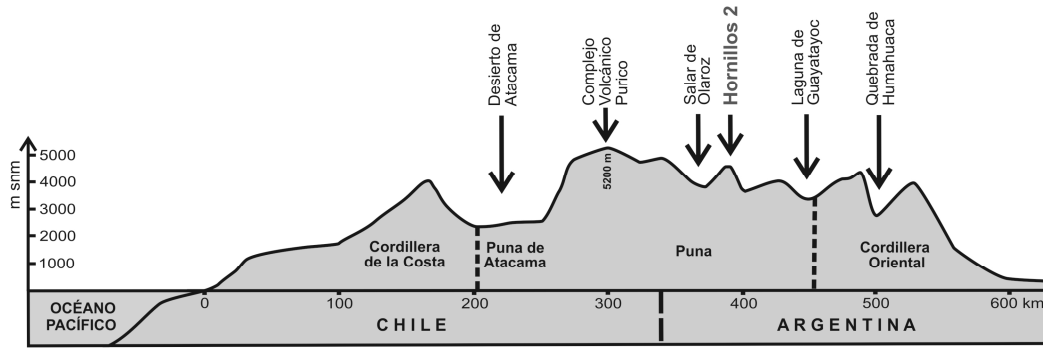 Desierto de
Atacama
Complejo
Volcánico
Purico
Salar de
Olaroz
Hornillos 2
Laguna de
Guayatayoc
Quebrada de
Humahuaca
m snm
5000
4000
3000
2000
1000
5200 m
Cordillera
de la Costa
Puna de
Atacama
Puna
Cordillera
Oriental
OCÉANO
PACÍFICO
0
100
200
300
400
500
600 km
CHILE
ARGENTINA